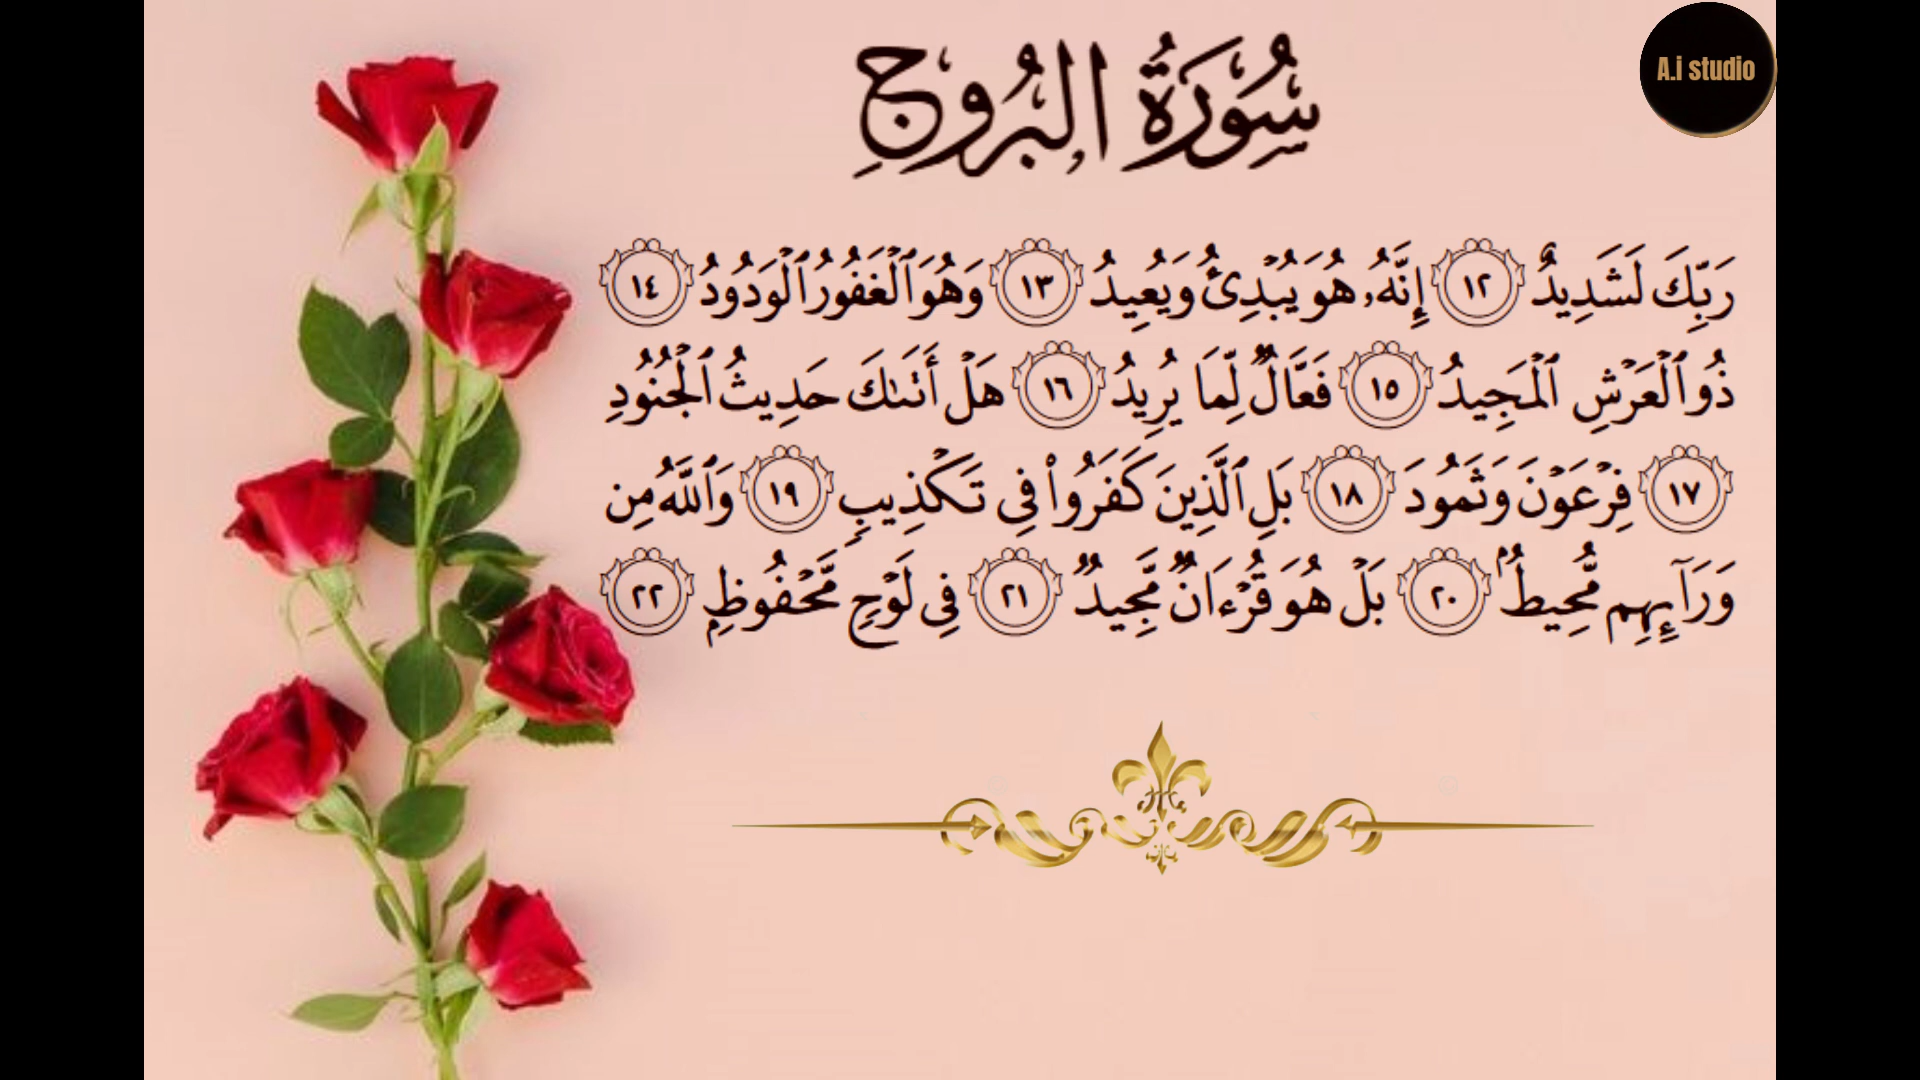 A.i studio
سُورَةُ البُرُوجِ
رَبِّكَ لَشَدِيدٌ ١٢ إِنَّهُۥ هُوَ يُبْدِئُ وَيُعِيدُ ١٣ وَهُوَ ٱلْغَفُورُ ٱلْوَدُودُ ١٤
ذُو ٱلْعَرْشِ ٱلْمَجِيدُ ١٥ فَعَّالٌ لِّمَا يُرِيدُ ١٦ هَلْ أَتَىٰكَ حَدِيثُ ٱلْجُنُودِ
١٧ فِرْعَوْنَ وَثَمُودَ ١٨ بَلِ ٱلَّذِينَ كَفَرُوا۟ فِى تَكْذِيبٍ ١٩ وَٱللَّهُ مِن
وَرَآئِهِم مُّحِيطٌۢ ٢٠ بَلْ هُوَ قُرْءَانٌ مَّجِيدٌ ٢١ فِى لَوْحٍ مَّحْفُوظٍۭ ٢٢